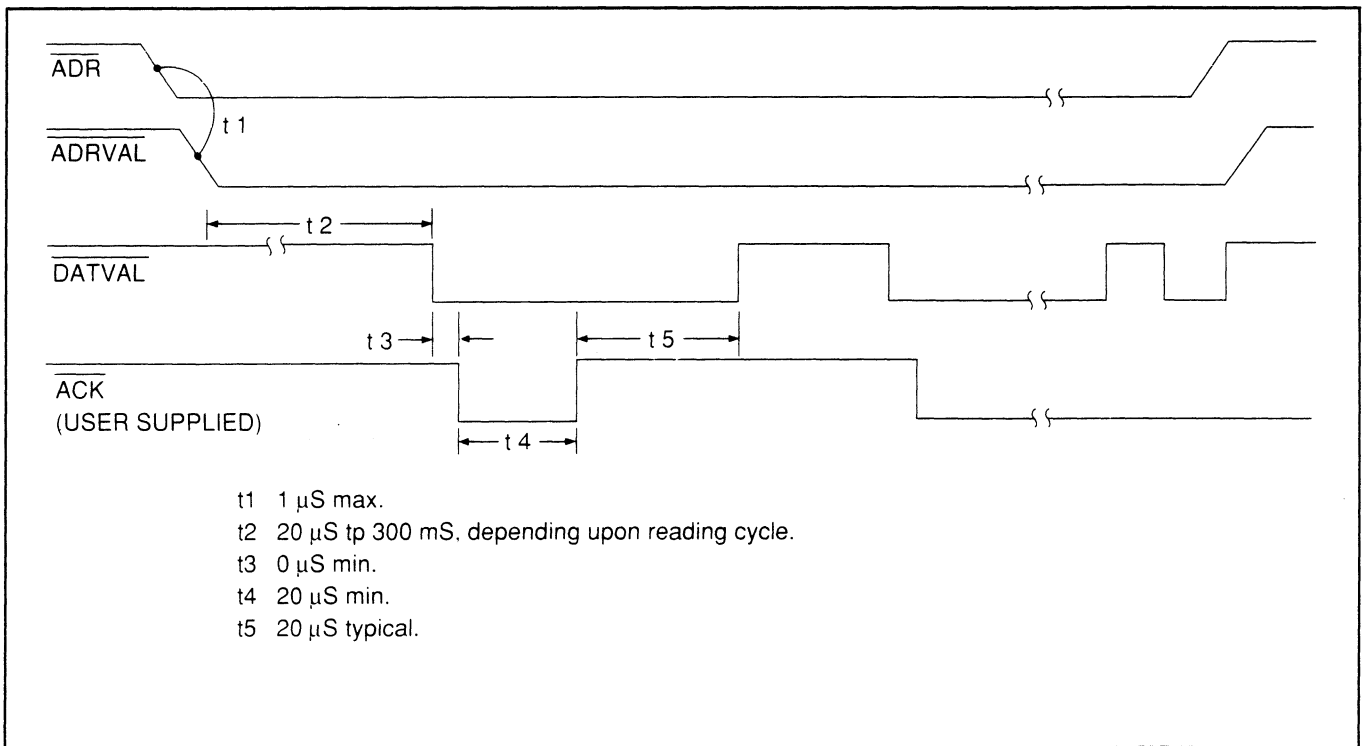 ADR
t 1
ADRVAL
t 2
DATVAL
t 3
t 5
ACK
(USER SUPPLIED)
t 4
t1 1 µS max.
t2 20 µS tp 300 mS, depending upon reading cycle.
t3 0 µS min.
t4 20 µS min.
t5 20 µS typical.